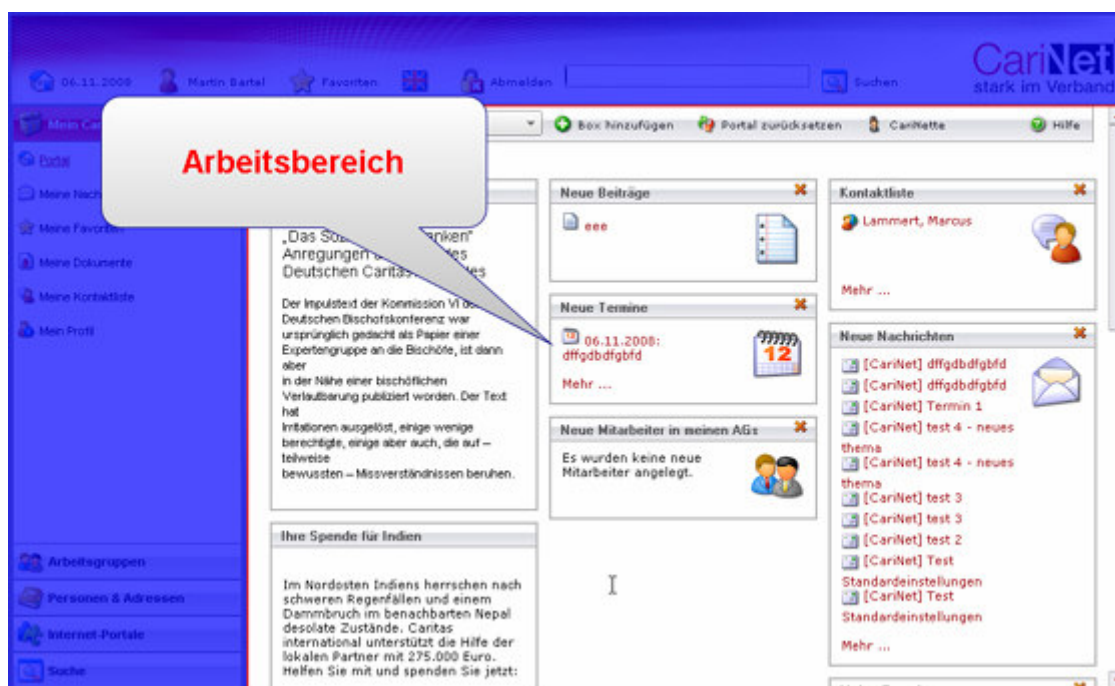 CariNet
stark im Verband
06.11.2008 Martin Bartel Favoriten Abmelden Suchen
Mein Car
Box hinzufügen Portal zurücksetzen CariNette Hilfe
Arbeitsbereich
Portal
Meine Nach
Meine Favoriten
Meine Dokumente
Meine Kontaktliste
Mein Profil
Arbeitsgruppen
Personen & Adressen
Internet-Portale
Suche
„Das So anken"
Anregungen des
Deutschen Caritas des
Der Impulstext der Kommission VI de
Deutschen Bischofskonferenz war
ursprünglich gedacht als Papier einer
Expertengruppe an die Bischöfe, ist dann
aber
in der Nähe einer bischöflichen
Verlautbarung publiziert worden. Der Text
hat
Irritationen ausgelöst, einige wenige
berechtigte, einige aber auch, die auf –
teilweise
bewussten – Missverständnissen beruhen.
Ihre Spende für Indien
Im Nordosten Indiens herrschen nach
schweren Regenfällen und einem
Dammbruch im benachbarten Nepal
desolate Zustände. Caritas
international unterstützt die Hilfe der
lokalen Partner mit 275.000 Euro.
Helfen Sie mit und spenden Sie jetzt:
Neue Beiträge
eee
Neue Termine
06.11.2008:
dffgdbdfgbfd
Mehr ...
12
Neue Mitarbeiter in meinen AGs
Es wurden keine neue
Mitarbeiter angelegt.
Kontaktliste
Lammert, Marcus
Mehr ...
Neue Nachrichten
[CariNet] dffgdbdfgbfd
[CariNet] dffgdbdfgbfd
[CariNet] Termin 1
[CariNet] test 4 - neues
thema
[CariNet] test 4 - neues
thema
[CariNet] test 3
[CariNet] test 3
[CariNet] test 2
[CariNet] Test
Standardeinstellungen
[CariNet] Test
Standardeinstellungen
Mehr ...